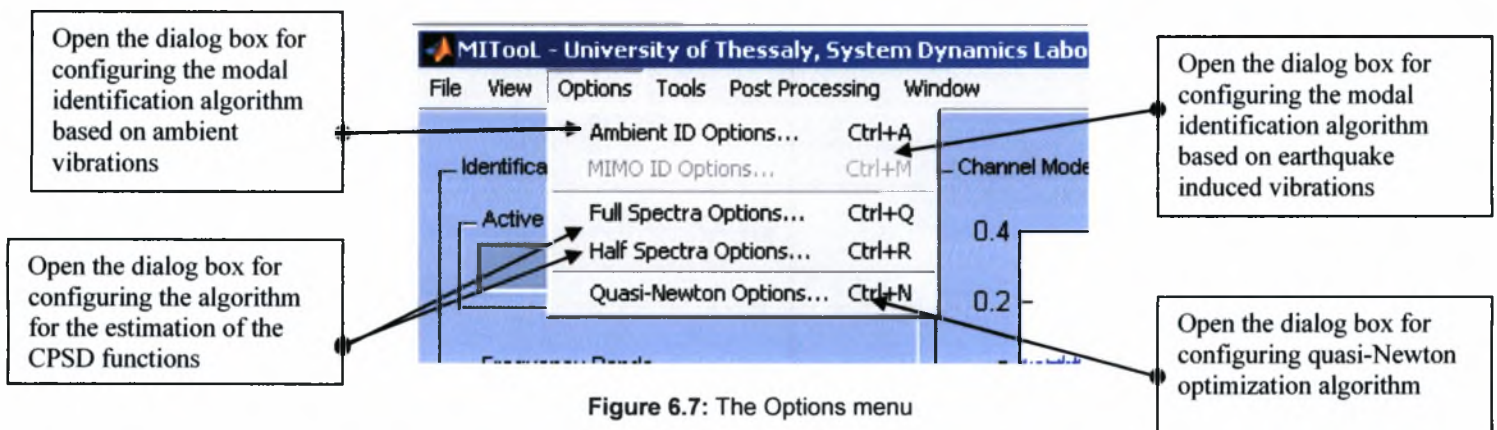 Open the dialog box for
configuring the modal
identification algorithm
based on ambient
vibrations
Open the dialog box for
configuring the algorithm
for the estimation of the
CPSD functions
MITooL - University of Thessaly, System Dynamics Labo
File View Options Tools Post Processing Window
Ambient ID Options... Ctrl+A
MIMO ID Options... Ctrl+M
Full Spectra Options... Ctrl+Q
Half Spectra Options... Ctrl+R
Quasi-Newton Options... Ctrl+N
Identifica
Active
Channel Mode
0.4
0.2
Open the dialog box for
configuring the modal
identification algorithm
based on earthquake
induced vibrations
Open the dialog box for
configuring quasi-Newton
optimization algorithm
Figure 6.7: The Options menu